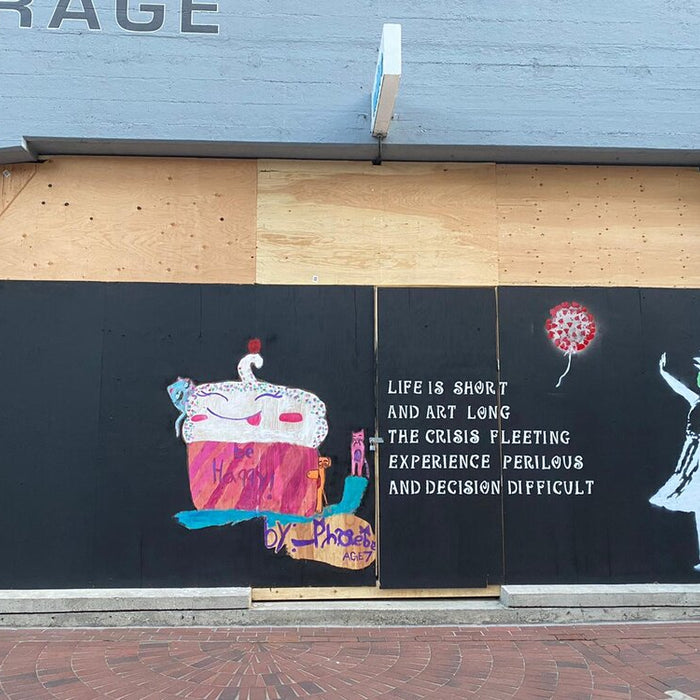 RAGE
be
Happy!
by Phoebe
AGE 7
LIFE IS SHORT
AND ART LONG
THE CRISIS FLEETING
EXPERIENCE PERILOUS
AND DECISION DIFFICULT